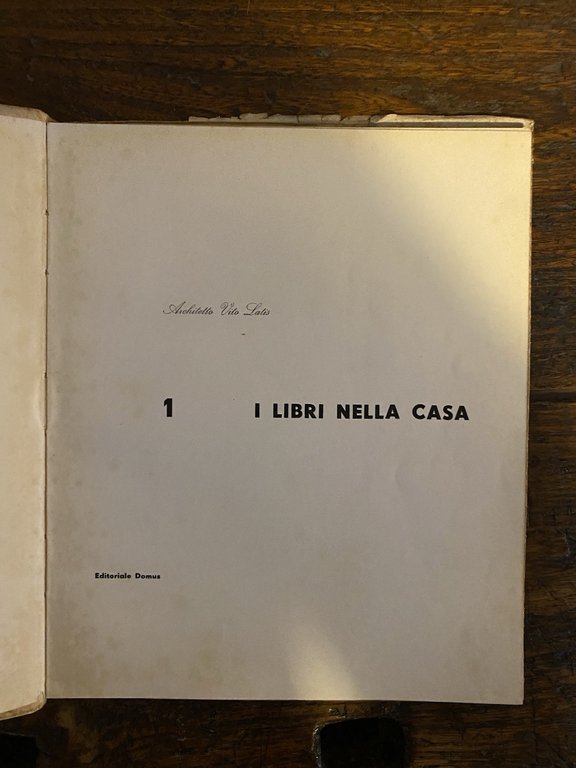 Architetto Vito Latis
1 I LIBRI NELLA CASA
Editoriale Domus